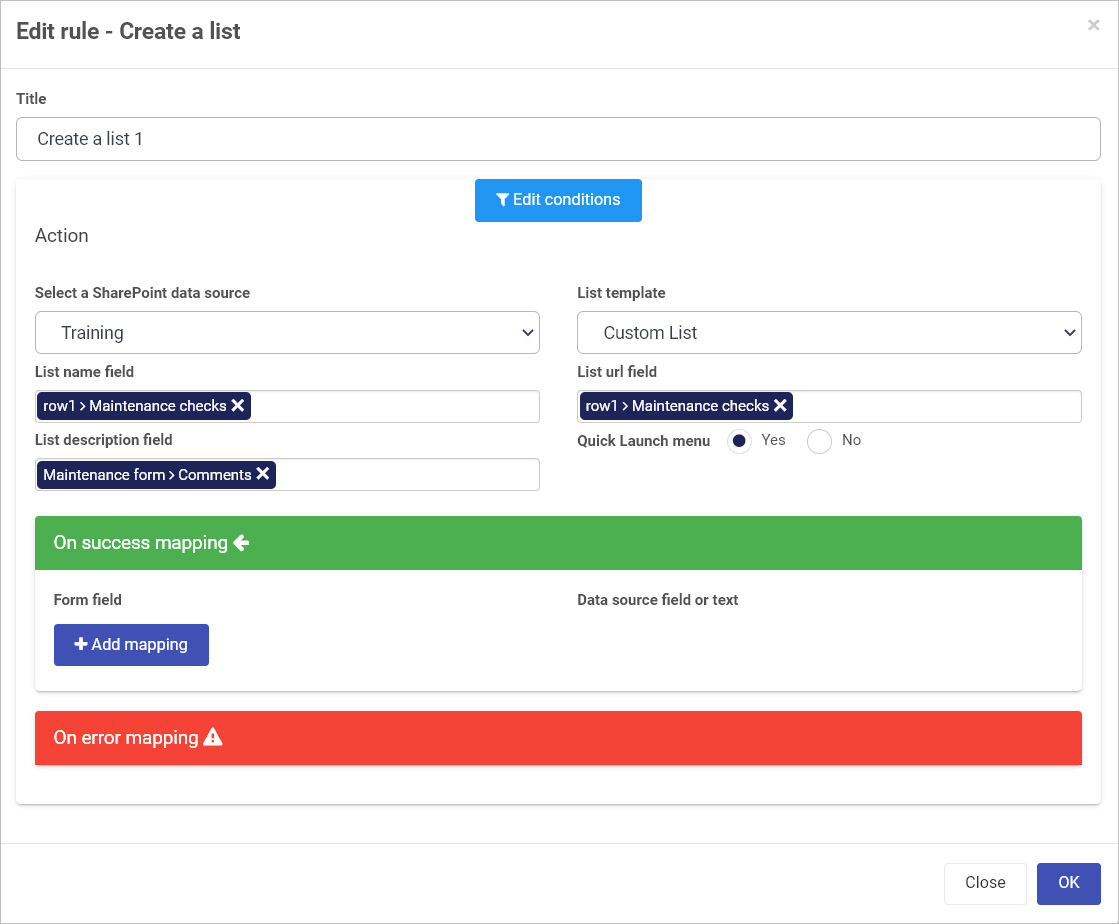 Edit rule - Create a list
×
Title
Create a list 1
Edit conditions
Action
Select a SharePoint data source
List template
Training
Custom List
List name field
List url field
row1 > Maintenance checks ×
row1 > Maintenance checks ×
List description field
Quick Launch menu Yes No
Maintenance form > Comments ×
On success mapping
Form field
Data source field or text
+ Add mapping
On error mapping
Close
OK